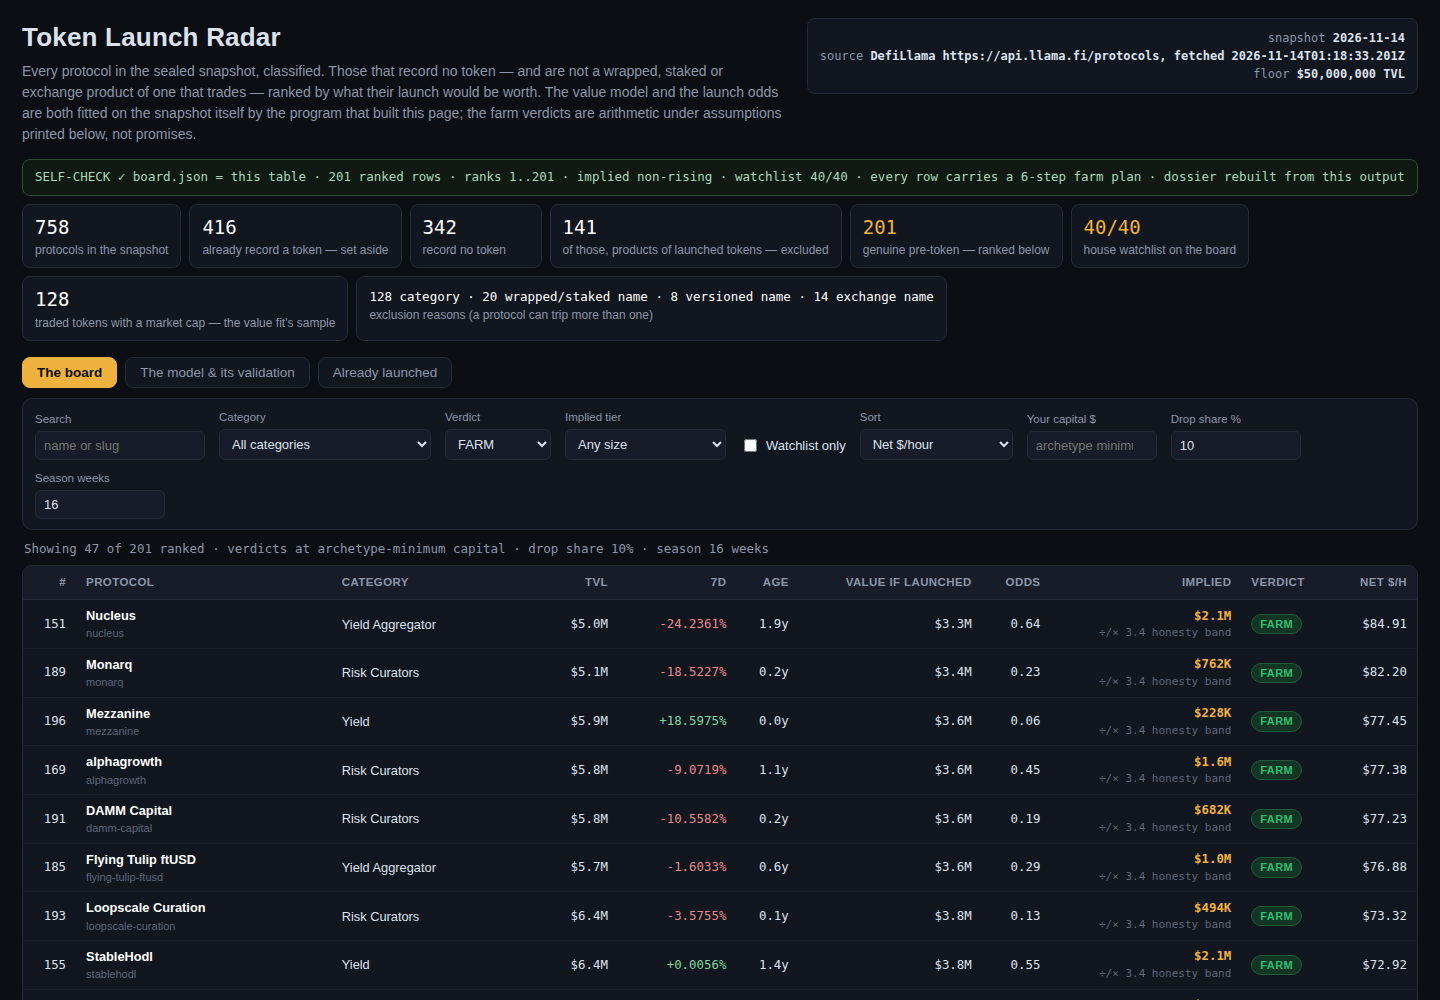 Token Launch Radar
Every protocol in the sealed snapshot, classified. Those that record no token — and are not a wrapped, staked or
exchange product of one that trades — ranked by what their launch would be worth. The value and the launch odds
are both fitted on the snapshot itself by the program that built this page; the farm verdicts are arithmetic under assumptions
printed below, not promises.
snapshot 2026-11-14
source DefiLlama https://api.llama.fi/protocols, fetched 2026-11-14T01:18:33.201Z
floor $50,000,000 TVL
SELF-CHECK ✓ board.json = this table · 201 ranked rows · ranks 1..201 · implied non-rising · watchlist 40/40 · every row carries a 6-step farm plan · dossier rebuilt from this output
758
protocols in the snapshot
416
already record a token — set aside
342
record no token
141
of those, products of launched tokens — excluded
201
genuine pre-token — ranked below
40/40
house watchlist on the board
128
traded tokens with a market cap — the value fit's sample
128 category · 20 wrapped/staked name · 8 versioned name · 14 exchange name
exclusion reasons (a protocol can trip more than one)
The board
The model & its validation
Already launched
Search
name or slug
Category
All categories
Verdict
FARM
Implied tier
Any size
Watchlist only
Sort
Net $/hour
Your capital $
archetype minimu
Drop share %
10
Season weeks
16
Showing 47 of 201 ranked · verdicts at archetype-minimum capital · drop share 10% · season 16 weeks
# PROTOCOL CATEGORY TVL 7D AGE VALUE IF LAUNCHED ODDS IMPLIED VERDICT NET $/H
151 Nucleus Yield Aggregator $5.0M -24.2361% 1.9y $3.3M 0.64 $2.1M FARM $84.91
nucleus ÷/× 3.4 honesty band
189 Monarq Risk Curators $5.1M -18.5227% 0.2y $3.4M 0.23 $762K FARM $82.20
monarq ÷/× 3.4 honesty band
196 Mezzanine Yield $5.9M +18.5975% 0.0y $3.6M 0.06 $228K FARM $77.45
mezzanine ÷/× 3.4 honesty band
169 alphagrowth Risk Curators $5.8M -9.0719% 1.1y $3.6M 0.45 $1.6M FARM $77.38
alphagrowth ÷/× 3.4 honesty band
191 DAMM Capital Risk Curators $5.8M -10.5582% 0.2y $3.6M 0.19 $682K FARM $77.23
damm-capital ÷/× 3.4 honesty band
185 Flying Tulip ftUSD Yield Aggregator $5.7M -1.6033% 0.6y $3.6M 0.29 $1.0M FARM $76.88
flying-tulip-ftusd ÷/× 3.4 honesty band
193 Loopscale Curation Risk Curators $6.4M -3.5755% 0.1y $3.8M 0.13 $494K FARM $73.32
loopscale-curation ÷/× 3.4 honesty band
155 StableHodl Yield $6.4M +0.0056% 1.4y $3.8M 0.55 $2.1M FARM $72.92
stablehodl ÷/× 3.4 honesty band